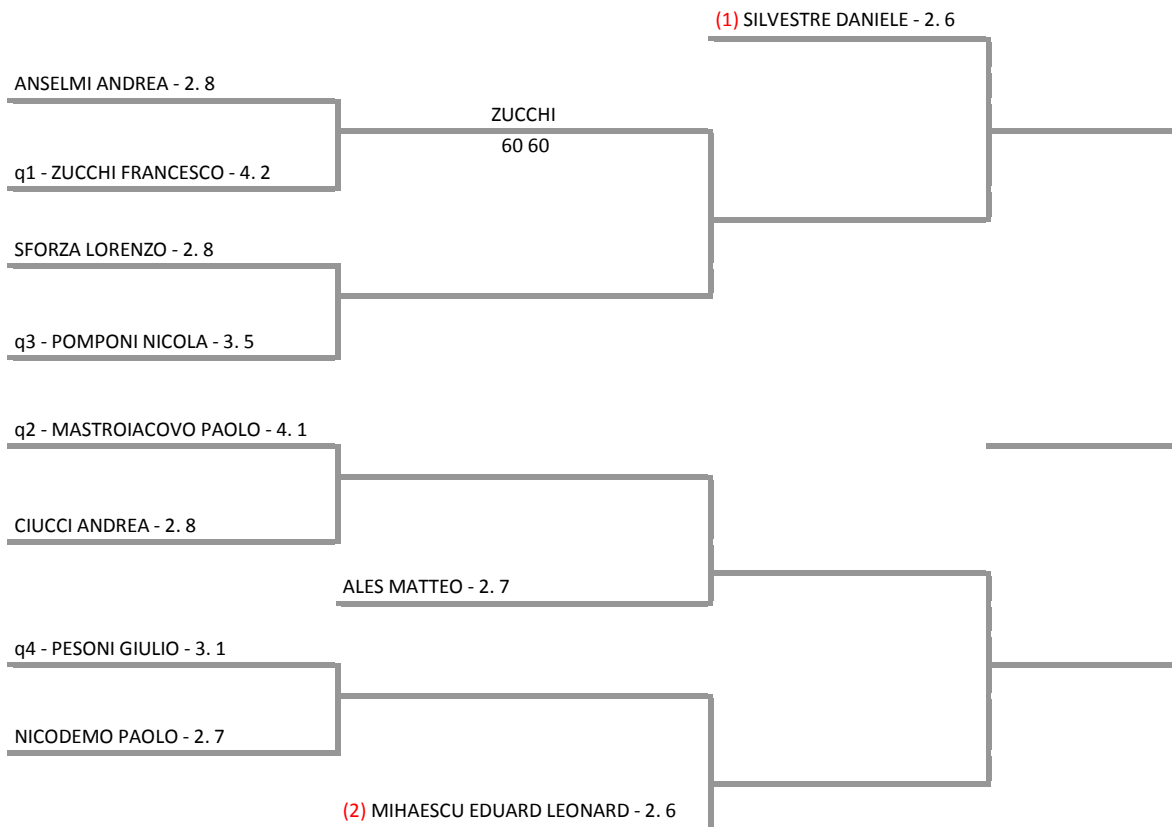 (1) SILVESTRE DANIELE - 2. 6
ANSELMI ANDREA - 2. 8
ZUCCHI
60 60
q1 - ZUCCHI FRANCESCO - 4. 2
SFORZA LORENZO - 2. 8
q3 - POMPONI NICOLA - 3. 5
q2 - MASTROIACOVO PAOLO - 4. 1
CIUCCI ANDREA - 2. 8
ALES MATTEO - 2. 7
q4 - PESONI GIULIO - 3. 1
NICODEMO PAOLO - 2. 7
(2) MIHAESCU EDUARD LEONARD - 2. 6